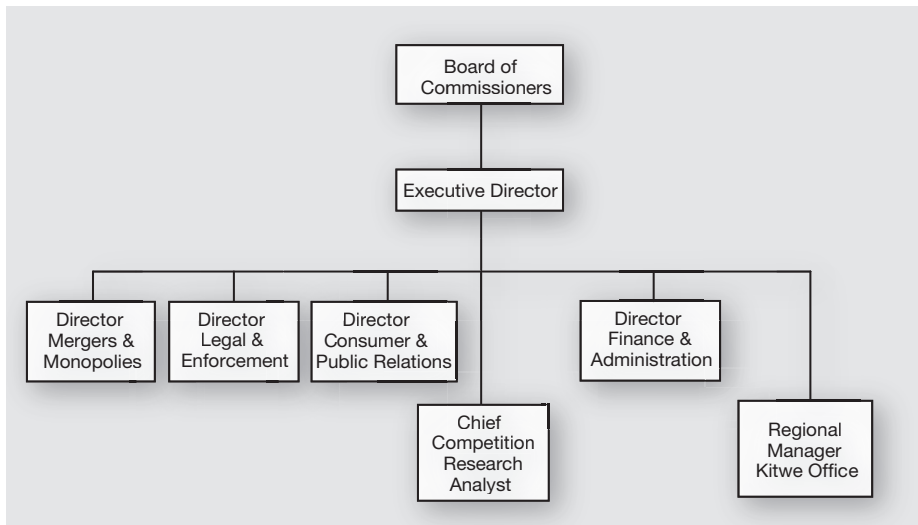 Board of
Commissioners
Executive Director
Director
Mergers &
Monopolies
Director
Legal &
Enforcement
Director
Consumer &
Public Relations
Director
Finance &
Administration
Chief
Competition
Research
Analyst
Regional
Manager
Kitwe Office